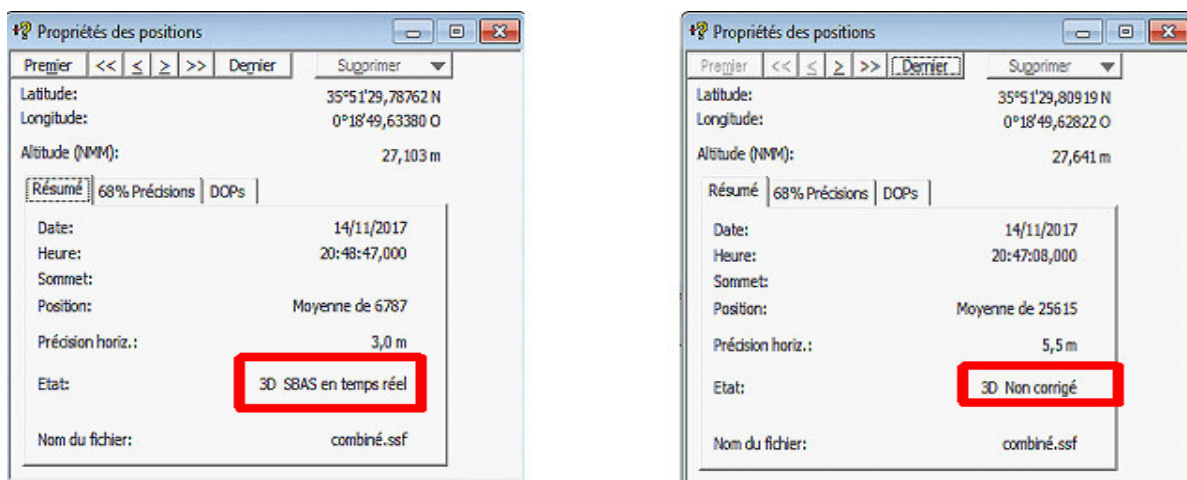 Propriétés des positions
Premier << < > >> Dernier Supprimer
Latitude: 35°51'29,78762 N
Longitude: 0°18'49,63380 O
Altitude (NMM): 27,103 m
Résumé 68% Précisions DOPs
Date: 14/11/2017
Heure: 20:48:47,000
Sommet:
Position: Moyenne de 6787
Précision horiz.: 3,0 m
Etat: 3D SBAS en temps réel
Nom du fichier: combiné.ssf
Propriétés des positions
Premier << < > >> Dernier Supprimer
Latitude: 35°51'29,80919 N
Longitude: 0°18'49,62822 O
Altitude (NMM): 27,641 m
Résumé 68% Précisions DOPs
Date: 14/11/2017
Heure: 20:47:08,000
Sommet:
Position: Moyenne de 25615
Précision horiz.: 5,5 m
Etat: 3D Non corrigé
Nom du fichier: combiné.ssf